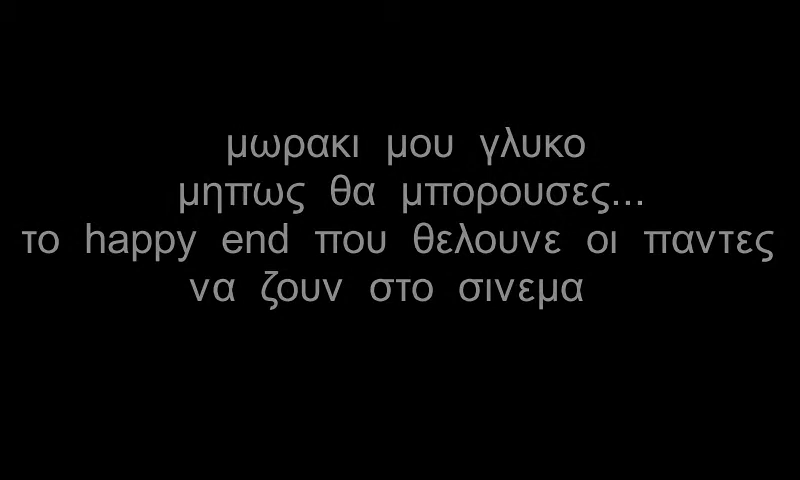 μωρακι μου γλυκο
μηπως θα μπορουσες...
το happy end που θελουνε οι παντες
να ζουν στο σινεμα